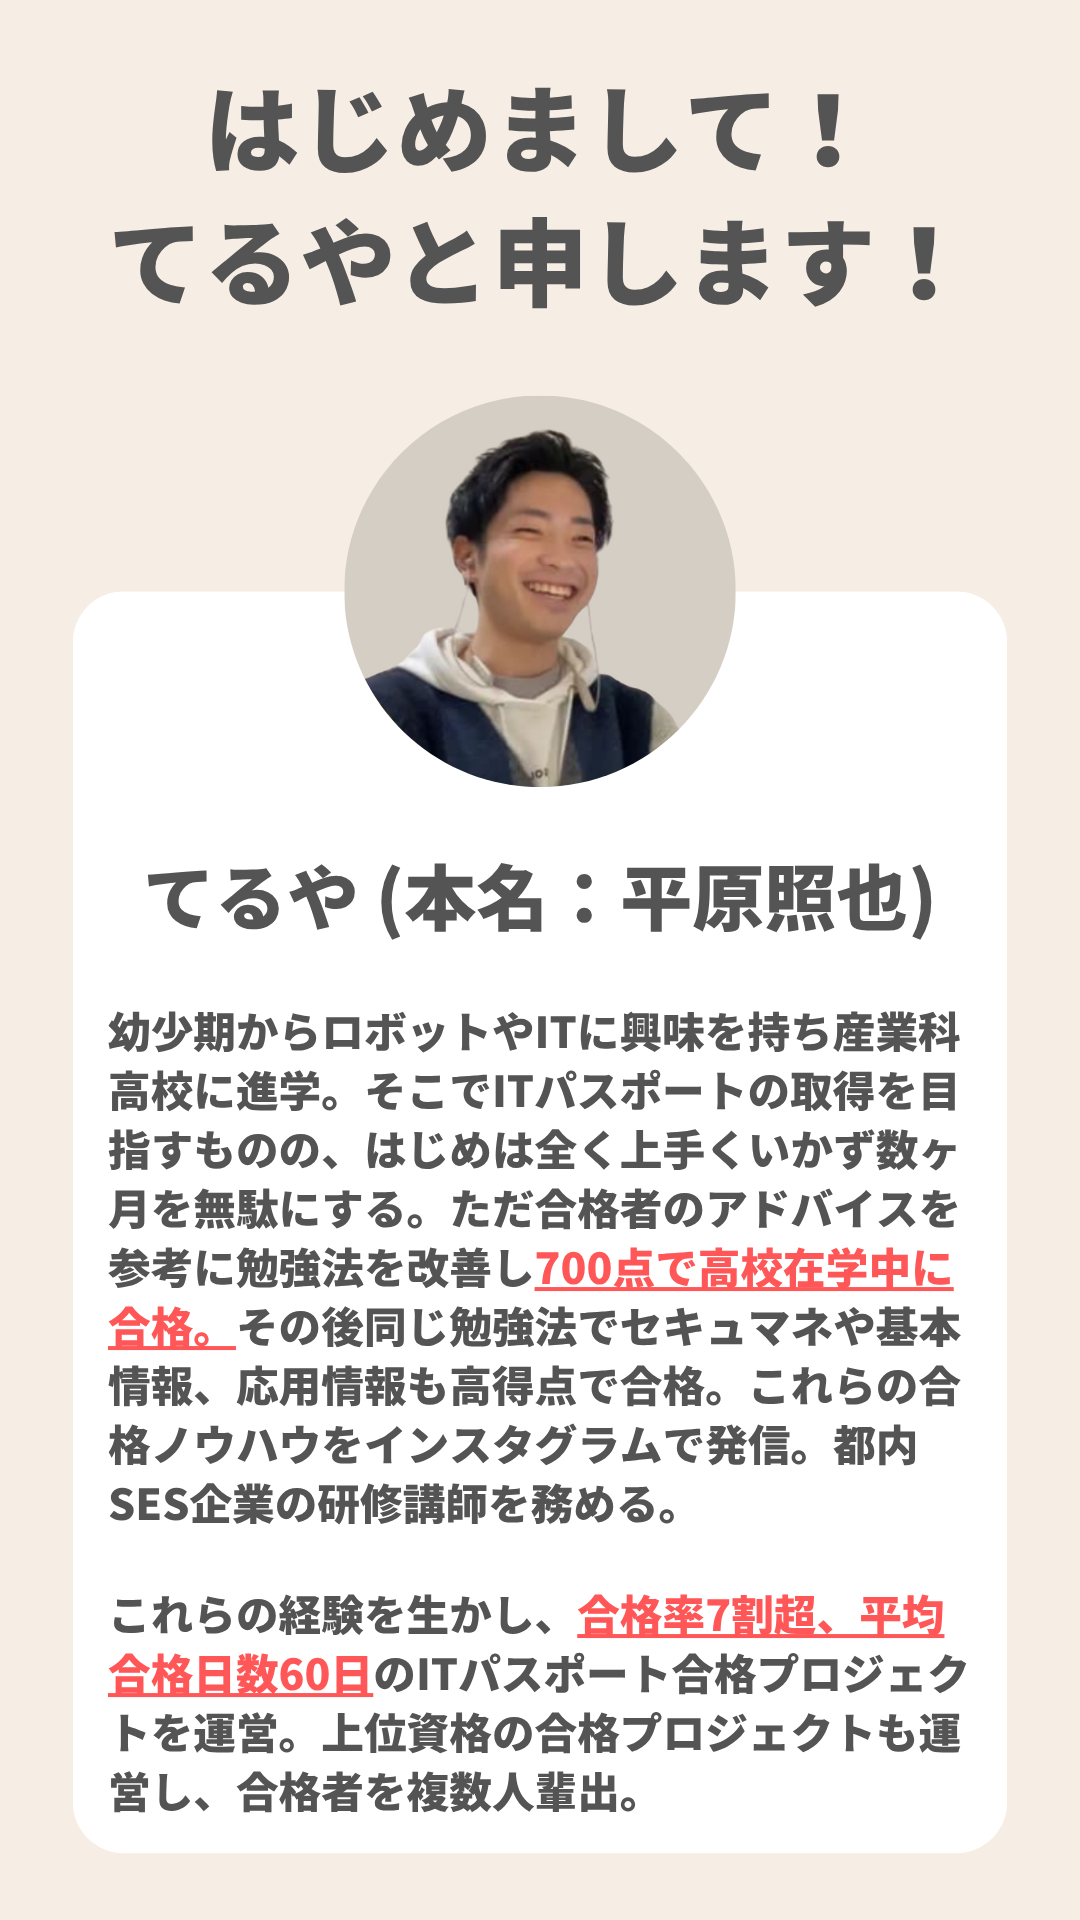 はじめまして！
てるやと申します！
てるや (本名：平原照也)
幼少期からロボットやITに興味を持ち産業科
高校に進学。そこでITパスポートの取得を目
指すものの、はじめは全く上手くいかず数ヶ
月を無駄にする。ただ合格者のアドバイスを
参考に勉強法を改善し700点で高校在学中に
合格。その後同じ勉強法でセキュマネや基本
情報、応用情報も高得点で合格。これらの合
格ノウハウをインスタグラムで発信。都内
SES企業の研修講師を務める。
これらの経験を生かし、合格率7割超、平均
合格日数60日のITパスポート合格プロジェク
トを運営。上位資格の合格プロジェクトも運
営し、合格者を複数人輩出。